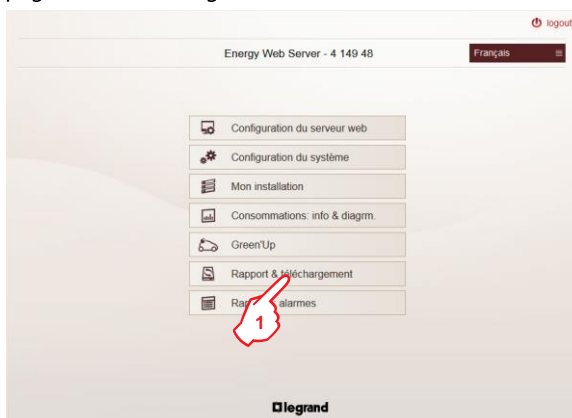 logout
Energy Web Server - 4 149 48
Français
Configuration du serveur web
Configuration du système
Mon installation
Consommations: info & diagrm.
Green'Up
Rapport & téléchargement
alarmes
1
legrand